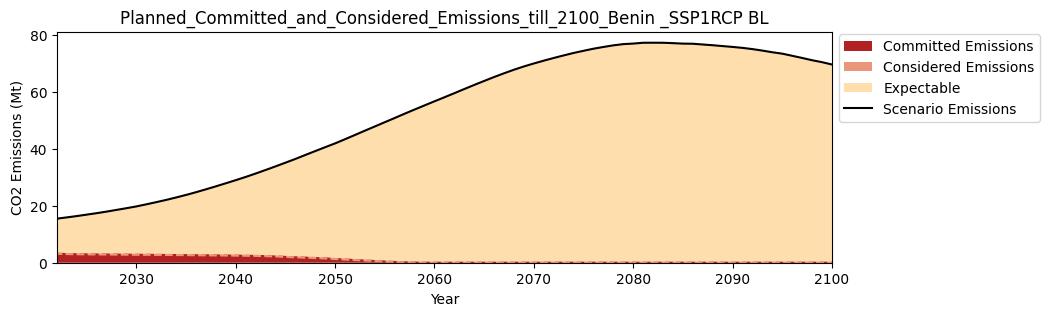 Planned_Committed_and_Considered_Emissions_till_2100_Benin _SSP1RCP BL
80
60
40
20
0
CO2 Emissions (Mt)
2030
2040
2050
2060
2070
2080
2090
2100
Year
Committed Emissions
Considered Emissions
Expectable
Scenario Emissions